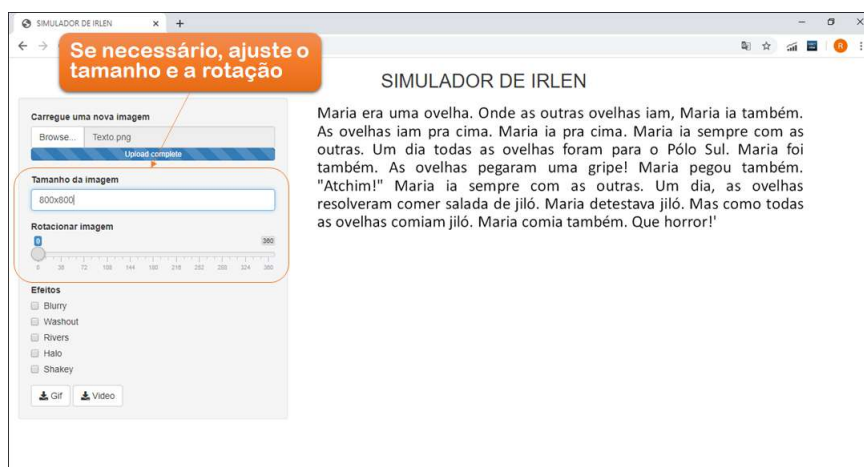 SIMULADOR DE IRLEN
Se necessário, ajuste o
tamanho e a rotação
SIMULADOR DE IRLEN
Carregue uma nova imagem
Browse... Texto.png
Upload complete
Tamanho da imagem
800x800
Rotacionar imagem
0 360
0 36 72 108 144 180 216 252 288 324 360
Efeitos
Blurry
Washout
Rivers
Halo
Shakey
Gif Video
Maria era uma ovelha. Onde as outras ovelhas iam, Maria ia também.
As ovelhas iam pra cima. Maria ia pra cima. Maria ia sempre com as
outras. Um dia todas as ovelhas foram para o Pólo Sul. Maria foi
também. As ovelhas pegaram uma gripe! Maria pegou também.
"Atchim!" Maria ia sempre com as outras. Um dia, as ovelhas
resolveram comer salada de jiló. Maria detestava jiló. Mas como todas
as ovelhas comiam jiló. Maria comia também. Que horror!'
R